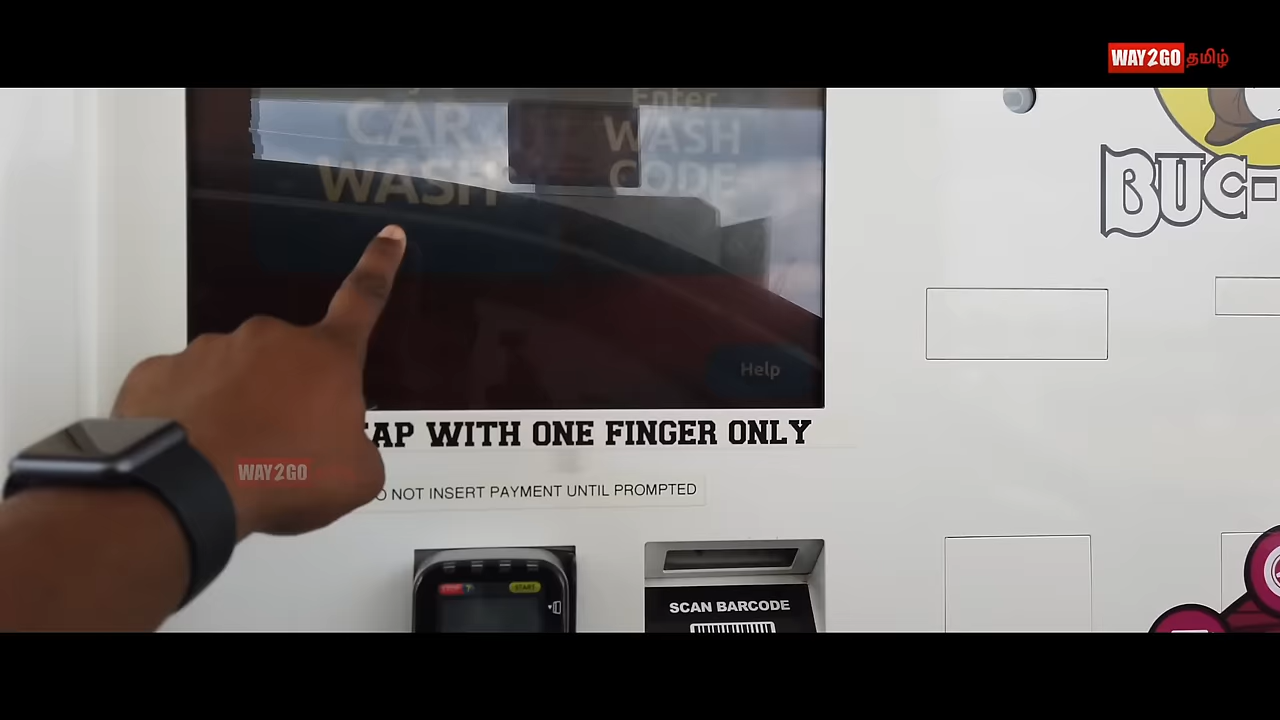 WAY2GO தமிழ்
CAR
WASH
Enter
WASH
CODE
BUC-
Help
TAP WITH ONE FINGER ONLY
WAY2GO
DO NOT INSERT PAYMENT UNTIL PROMPTED
STOP
START
SCAN BARCODE